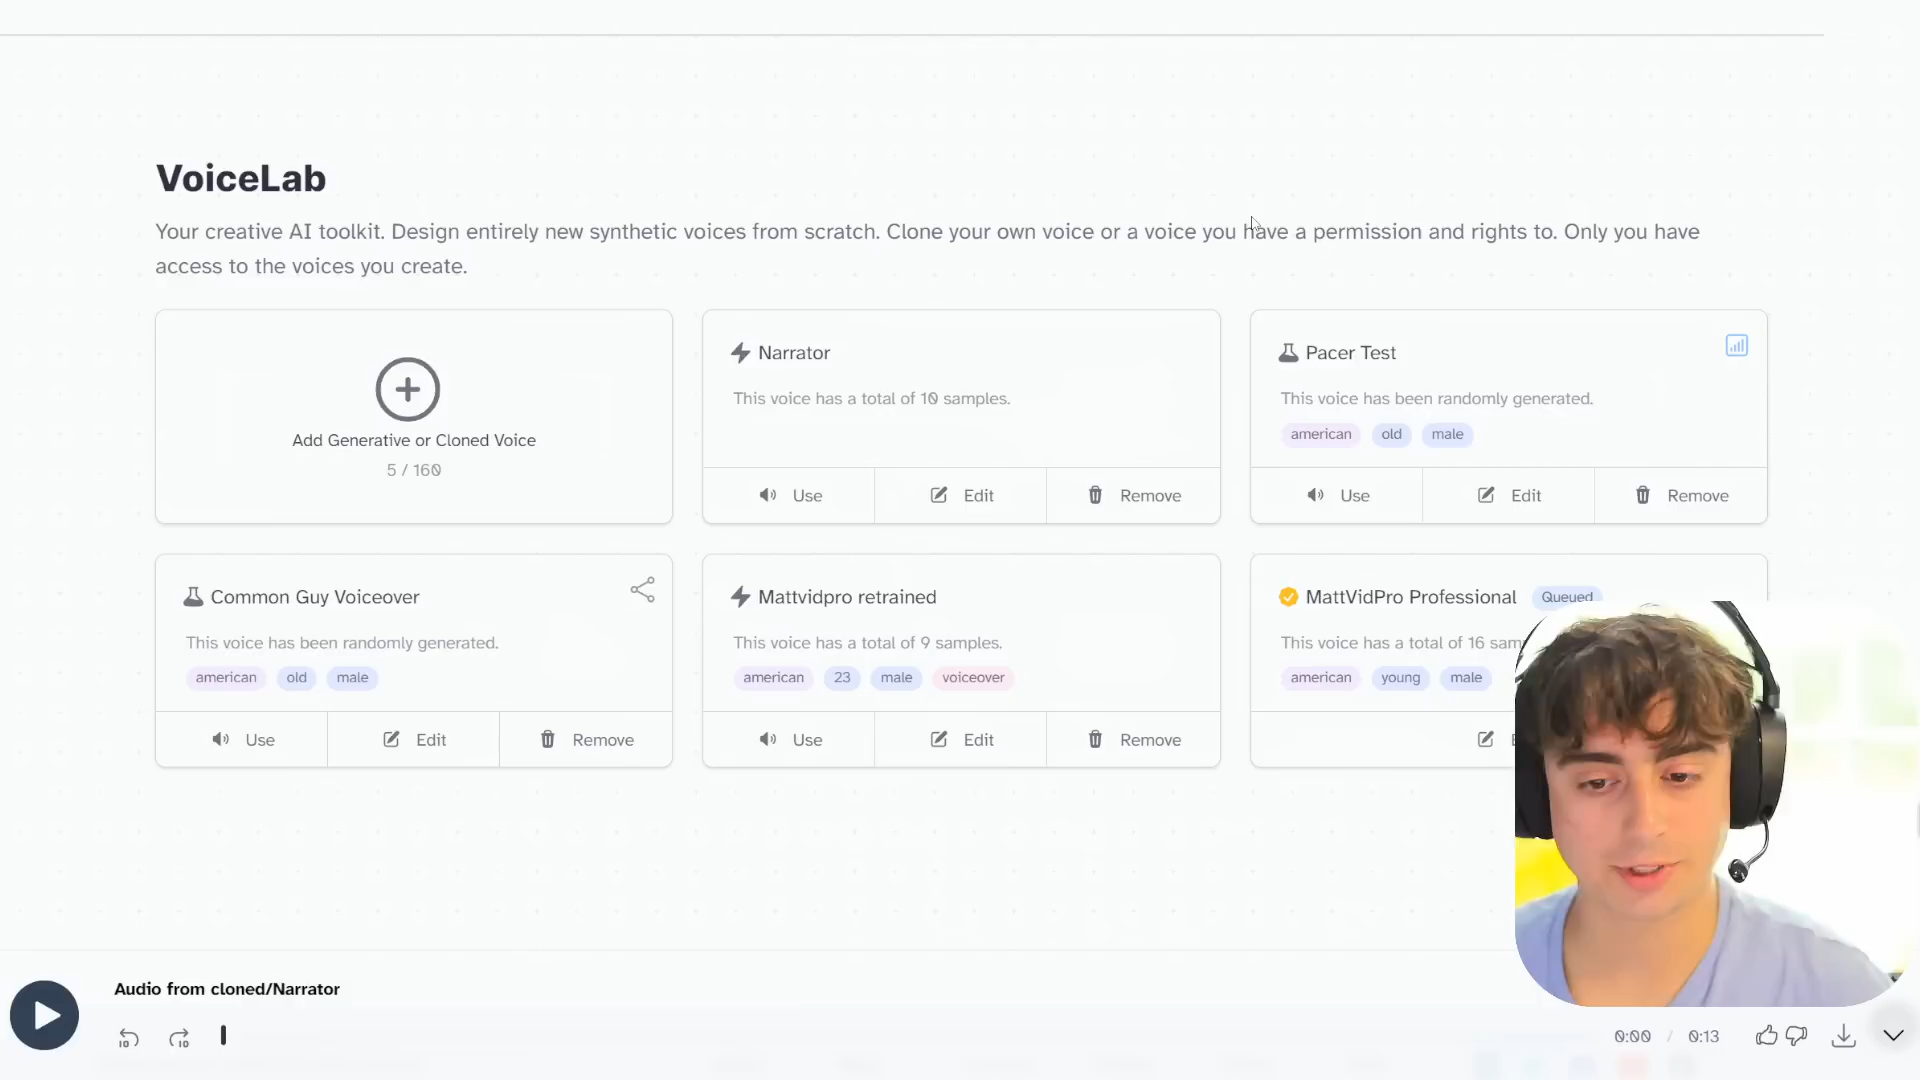 VoiceLab
Your creative AI toolkit. Design entirely new synthetic voices from scratch. Clone your own voice or a voice you have a permission and rights to. Only you have
access to the voices you create.
Add Generative or Cloned Voice
5 / 160
Narrator
This voice has a total of 10 samples.
Use Edit Remove
Pacer Test
This voice has been randomly generated.
american old male
Use Edit Remove
Common Guy Voiceover
This voice has been randomly generated.
american old male
Use Edit Remove
Mattvidpro retrained
This voice has a total of 9 samples.
american 23 male voiceover
Use Edit Remove
MattVidPro Professional Queued
This voice has a total of 16
american young male
Audio from cloned/Narrator
10 10
0:00 / 0:13